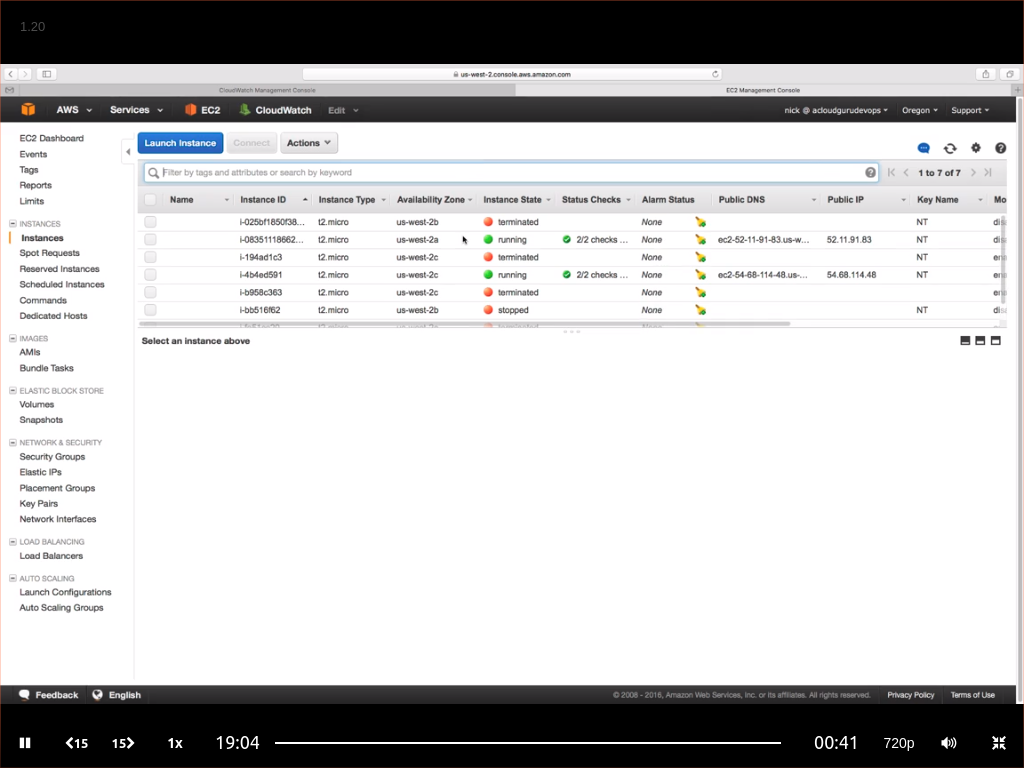 1.20
us-west-2.console.aws.amazon.com
CloudWatch Management Console
EC2 Management Console
AWS Services EC2 CloudWatch Edit nick @ acloudgurudevops Oregon Support
EC2 Dashboard
Events
Tags
Reports
Limits
INSTANCES
Instances
Spot Requests
Reserved Instances
Scheduled Instances
Commands
Dedicated Hosts
IMAGES
AMIs
Bundle Tasks
ELASTIC BLOCK STORE
Volumes
Snapshots
NETWORK & SECURITY
Security Groups
Elastic IPs
Placement Groups
Key Pairs
Network Interfaces
LOAD BALANCING
Load Balancers
AUTO SCALING
Launch Configurations
Auto Scaling Groups
Launch Instance Connect Actions
Filter by tags and attributes or search by keyword
1 to 7 of 7
Name Instance ID Instance Type Availability Zone Instance State Status Checks Alarm Status Public DNS Public IP Key Name Mo
i-025bf1850f38... t2.micro us-west-2b terminated None NT dis
i-08351118662... t2.micro us-west-2a running 2/2 checks ... None ec2-52-11-91-83.us-w... 52.11.91.83 NT dis
i-194ad1c3 t2.micro us-west-2c terminated None NT
i-4b4ed591 t2.micro us-west-2c running 2/2 checks ... None ec2-54-68-114-48.us-... 54.68.114.48 NT
i-b958c363 t2.micro us-west-2c terminated None
i-bb516f62 t2.micro us-west-2b stopped None NT
Select an instance above
Feedback English © 2008 - 2016, Amazon Web Services, Inc. or its affiliates. All rights reserved. Privacy Policy Terms of Use
15 15 1x 19:04 00:41 720p